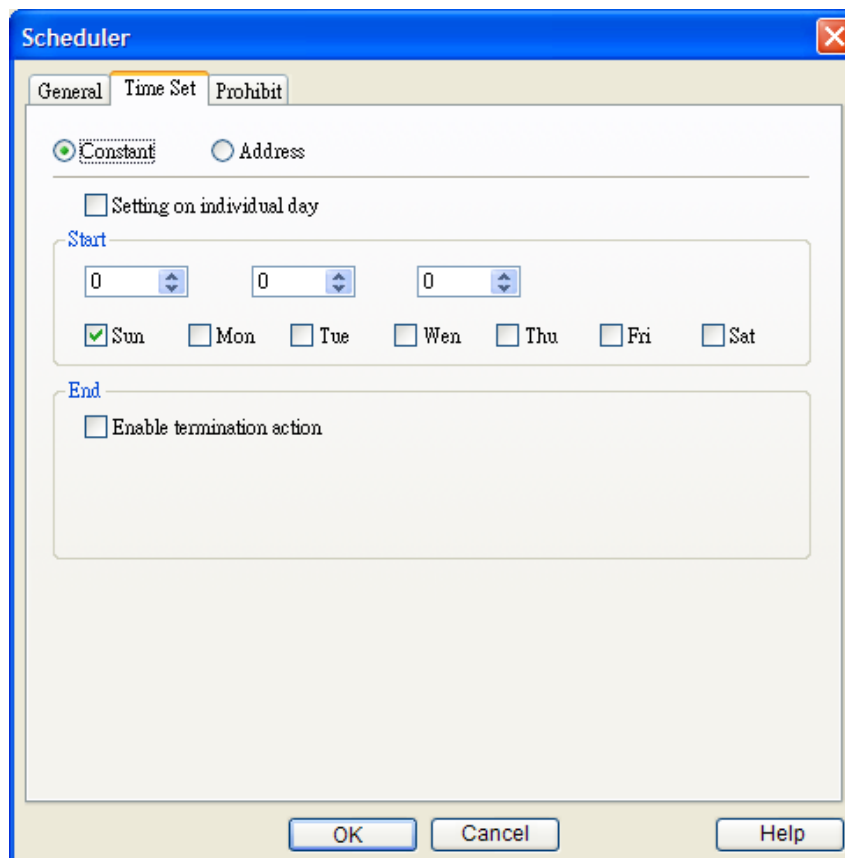 Scheduler
General Time Set Prohibit
Constant Address
Setting on individual day
Start
0 0 0
Sun Mon Tue Wen Thu Fri Sat
End
Enable termination action
OK Cancel Help